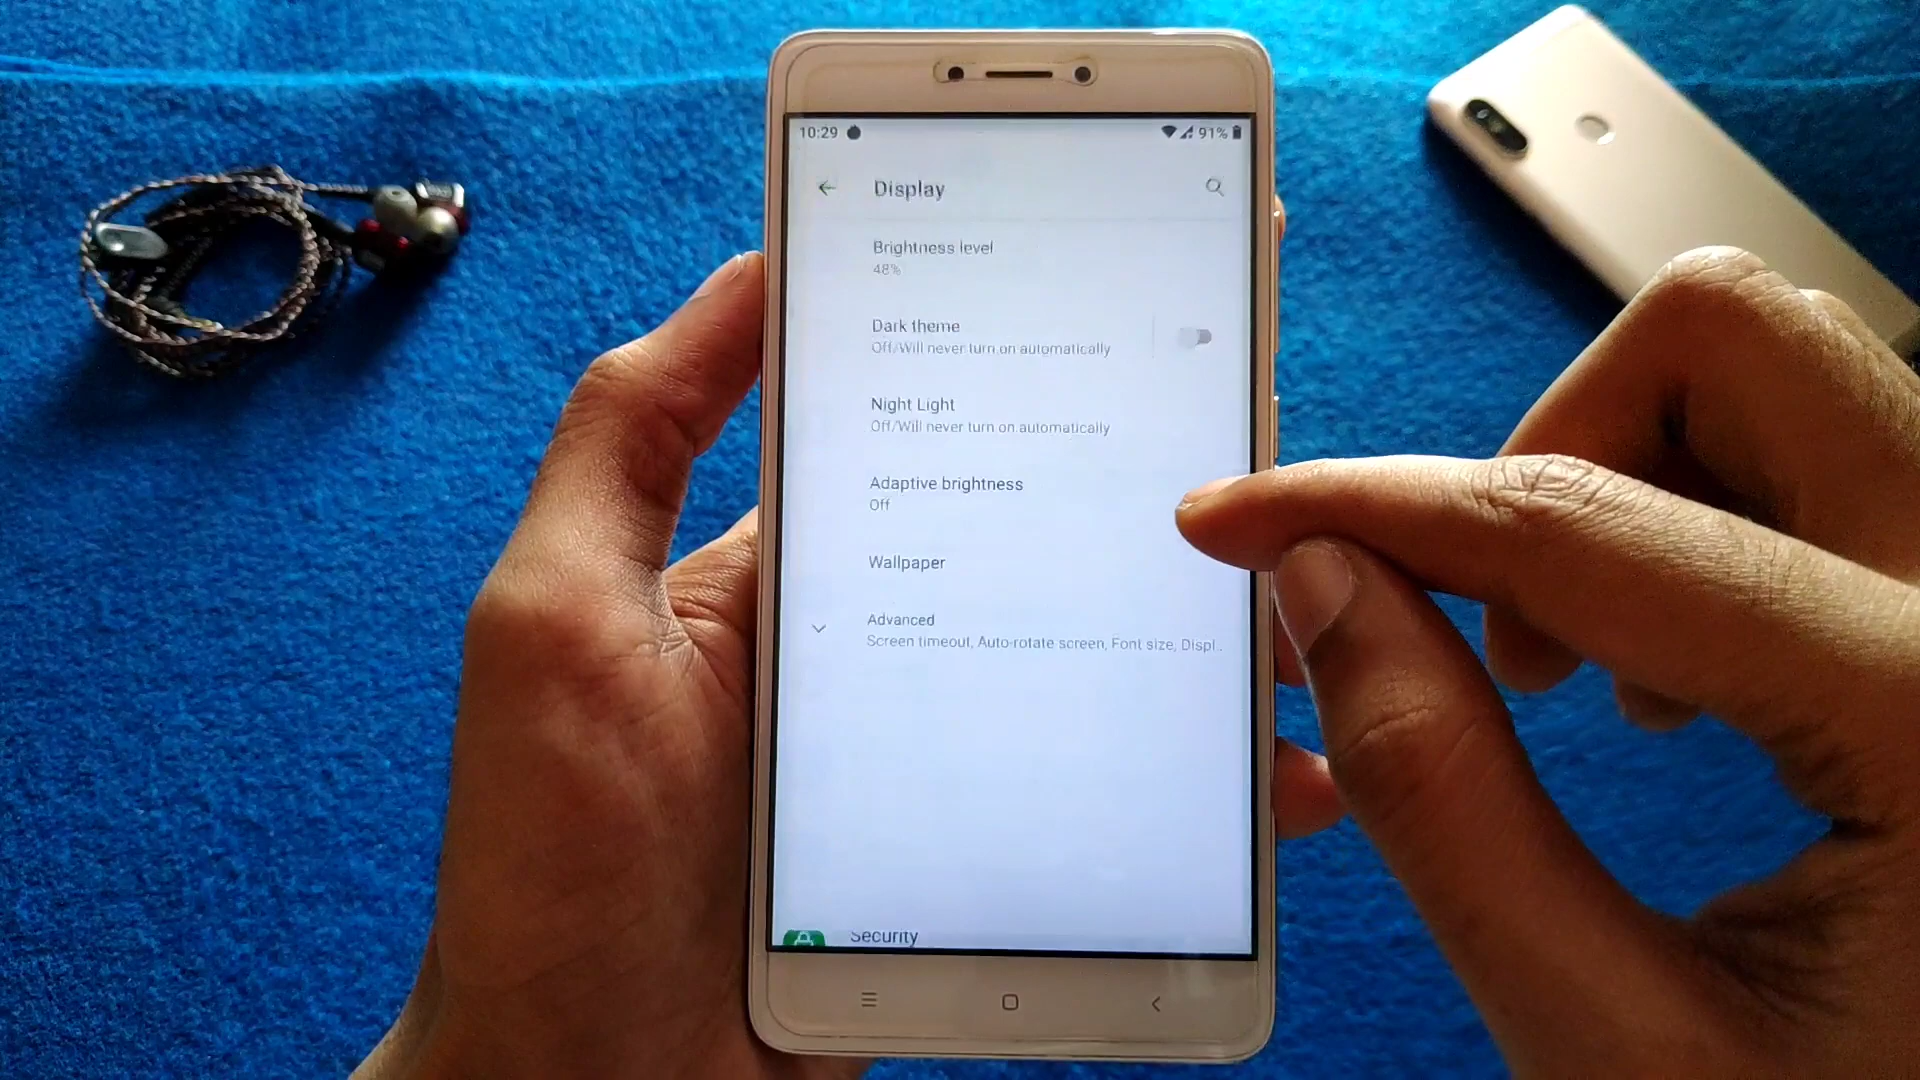 10:29
91%
Display
Brightness level
48%
Dark theme
Off/Will never turn on automatically
Night Light
Off/Will never turn on automatically
Adaptive brightness
Off
Wallpaper
Advanced
Screen timeout, Auto-rotate screen, Font size, Displ..
Security